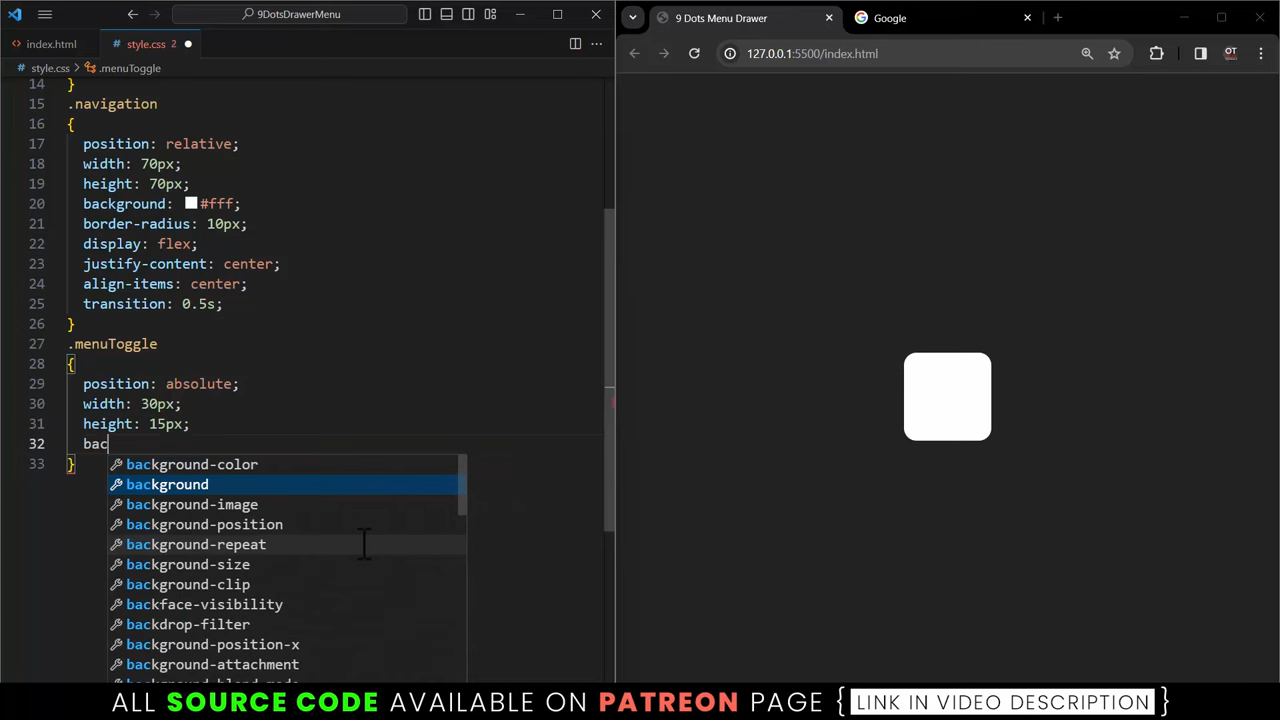 9DotsDrawerMenu
index.html
style.css 2
style.css > .menuToggle
14 }
15 .navigation
16 {
17 position: relative;
18 width: 70px;
19 height: 70px;
20 background: #fff;
21 border-radius: 10px;
22 display: flex;
23 justify-content: center;
24 align-items: center;
25 transition: 0.5s;
26 }
27 .menuToggle
28 {
29 position: absolute;
30 width: 30px;
31 height: 15px;
32 bac
33 }
background-color
background
background-image
background-position
background-repeat
background-size
background-clip
backface-visibility
backdrop-filter
background-position-x
background-attachment
9 Dots Menu Drawer
Google
127.0.0.1:5500/index.html
OT
ALL SOURCE CODE AVAILABLE ON PATREON PAGE { LINK IN VIDEO DESCRIPTION }